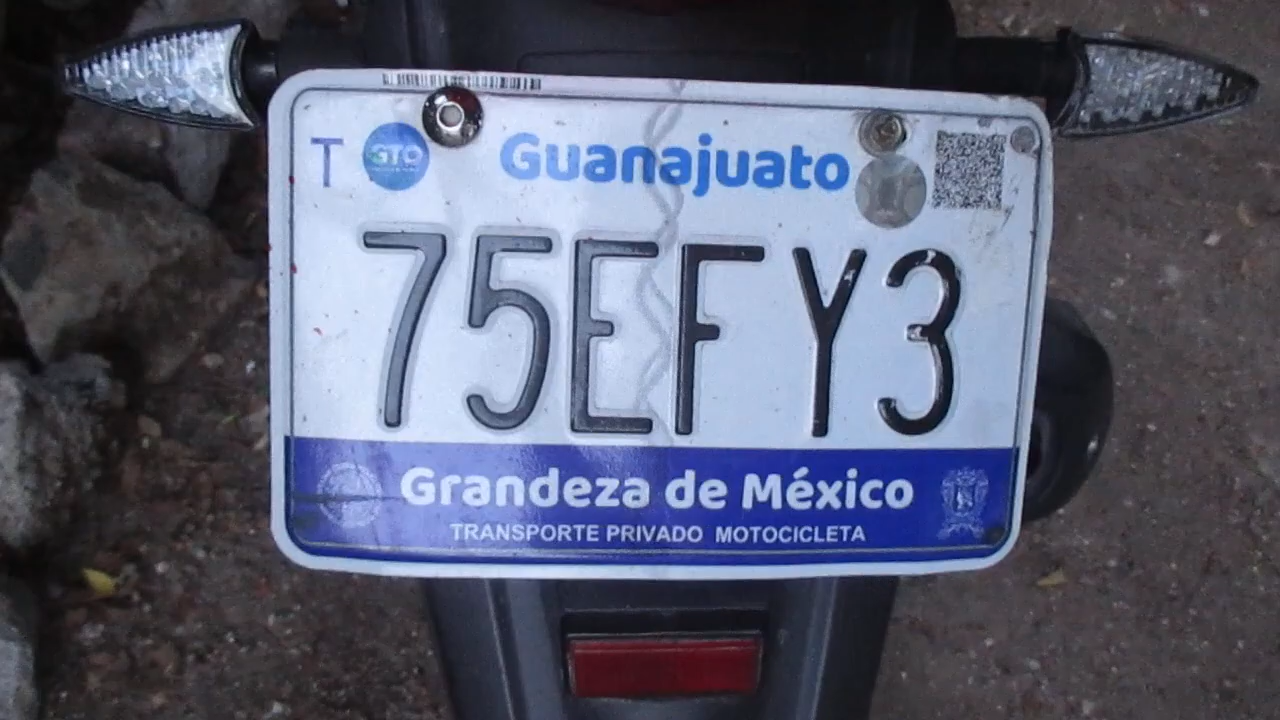 T GTO Guanajuato
75EFY3
Grandeza de México
TRANSPORTE PRIVADO MOTOCICLETA